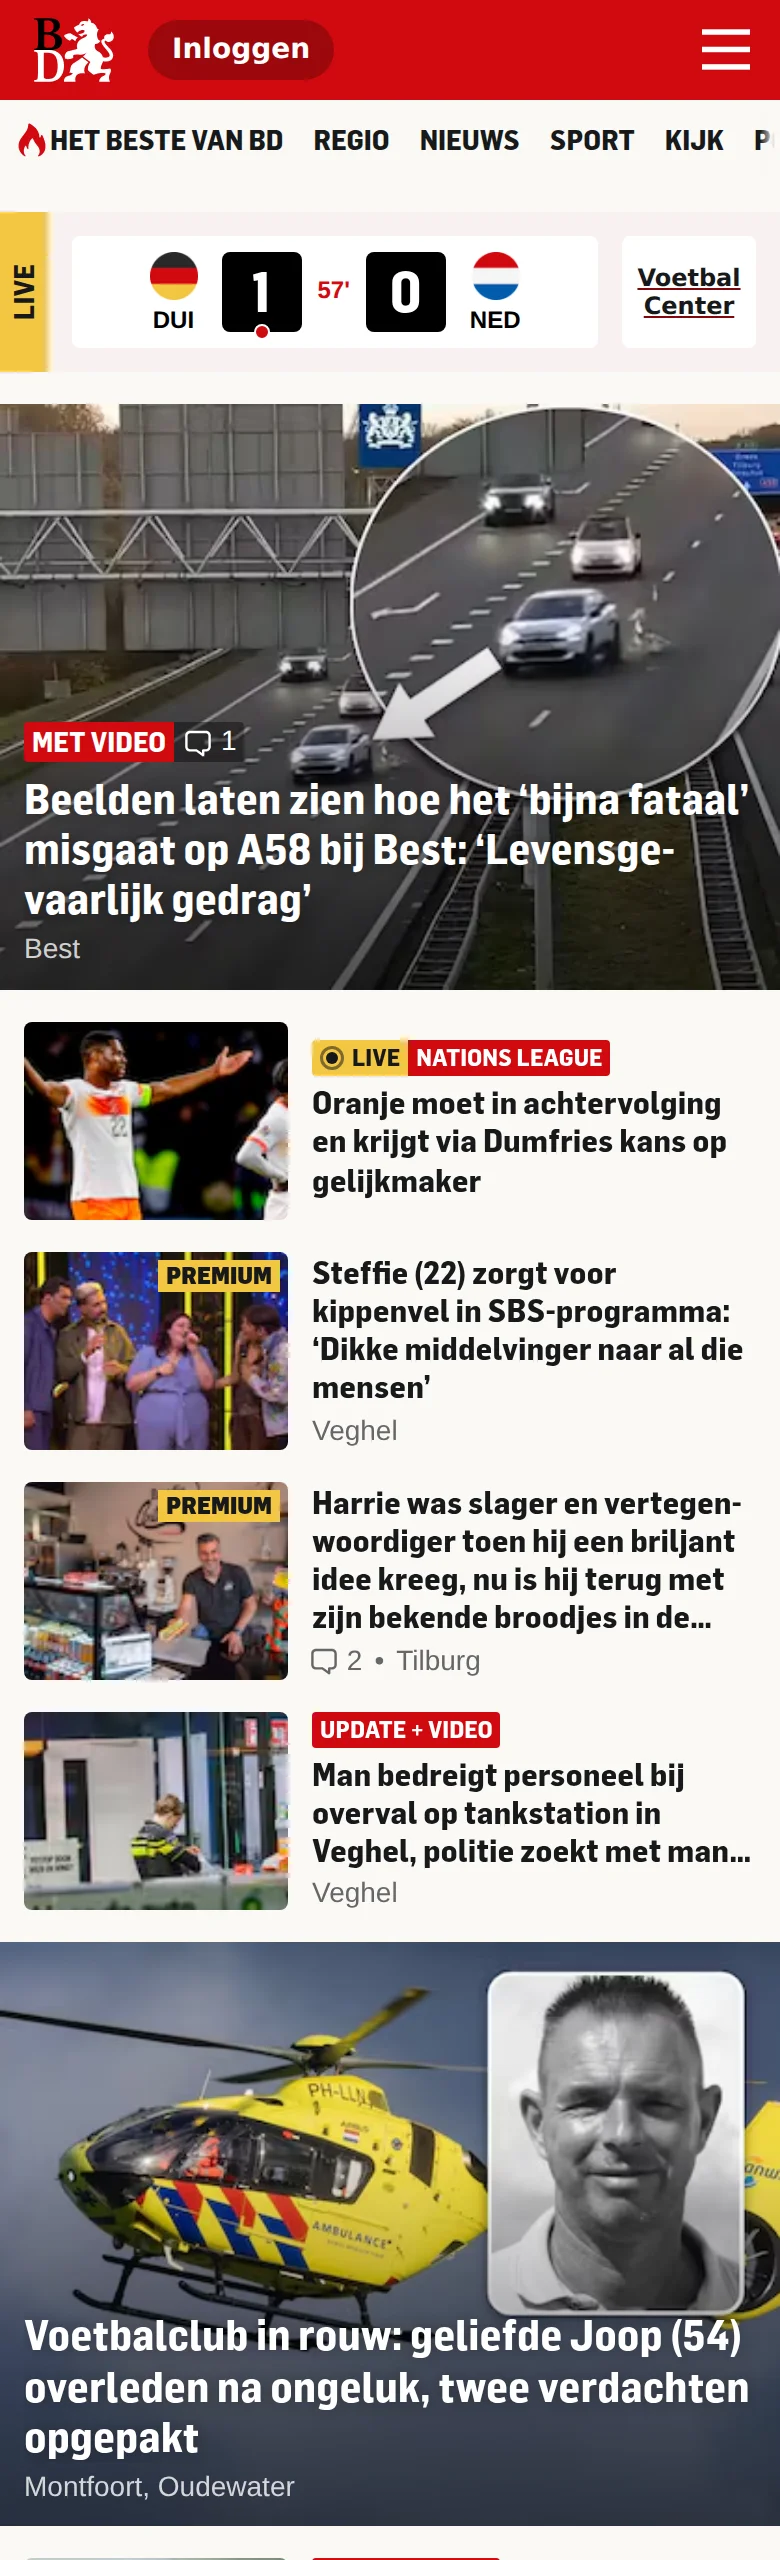 BD
Inloggen
HET BESTE VAN BD REGIO NIEUWS SPORT KIJK
LIVE
DUI 1 57' 0 NED
Voetbal
Center
MET VIDEO 1
Beelden laten zien hoe het ‘bijna fataal’
misgaat op A58 bij Best: ‘Levensge-
vaarlijk gedrag’
Best
LIVE NATIONS LEAGUE
Oranje moet in achtervolging
en krijgt via Dumfries kans op
gelijkmaker
PREMIUM
Steffie (22) zorgt voor
kippenvel in SBS-programma:
‘Dikke middelvinger naar al die
mensen’
Veghel
PREMIUM
Harrie was slager en vertegen-
woordiger toen hij een briljant
idee kreeg, nu is hij terug met
zijn bekende broodjes in de...
2 • Tilburg
UPDATE + VIDEO
Man bedreigt personeel bij
overval op tankstation in
Veghel, politie zoekt met man...
Veghel
PH-LLN
AMBULANCE
Voetbalclub in rouw: geliefde Joop (54)
overleden na ongeluk, twee verdachten
opgepakt
Montfoort, Oudewater